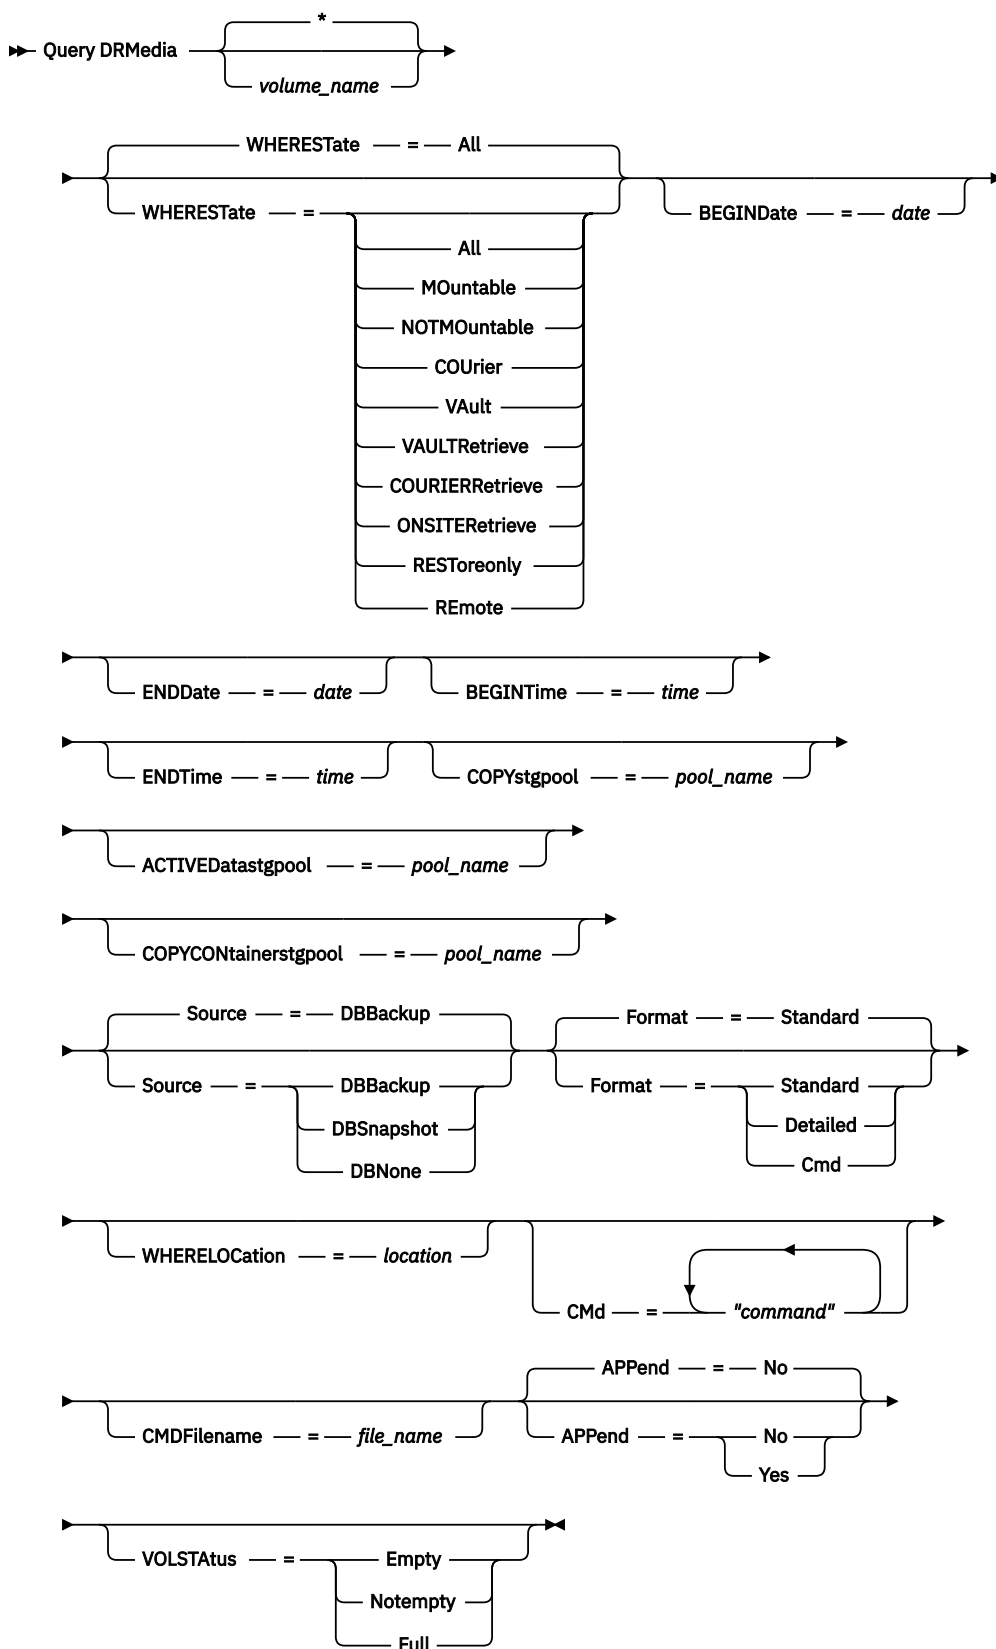 *
Query DRMedia
volume_name
WHERESTate = All
WHERESTate =
BEGINDate = date
All
MOuntable
NOTMOuntable
COUrier
VAult
VAULTRetrieve
COURIERRetrieve
ONSITERetrieve
RESToreonly
REmote
ENDDate = date BEGINTime = time
ENDTime = time COPYstgpool = pool_name
ACTIVEDatastgpool = pool_name
COPYCONtainerstgpool = pool_name
Source = DBBackup Format = Standard
Source = DBBackup Format = Standard
DBSnapshot Detailed
DBNone Cmd
WHERELOCation = location
CMd = "command"
APPend = No
CMDFilename = file_name APPend = No
Yes
VOLSTAtus = Empty
Notempty
Full